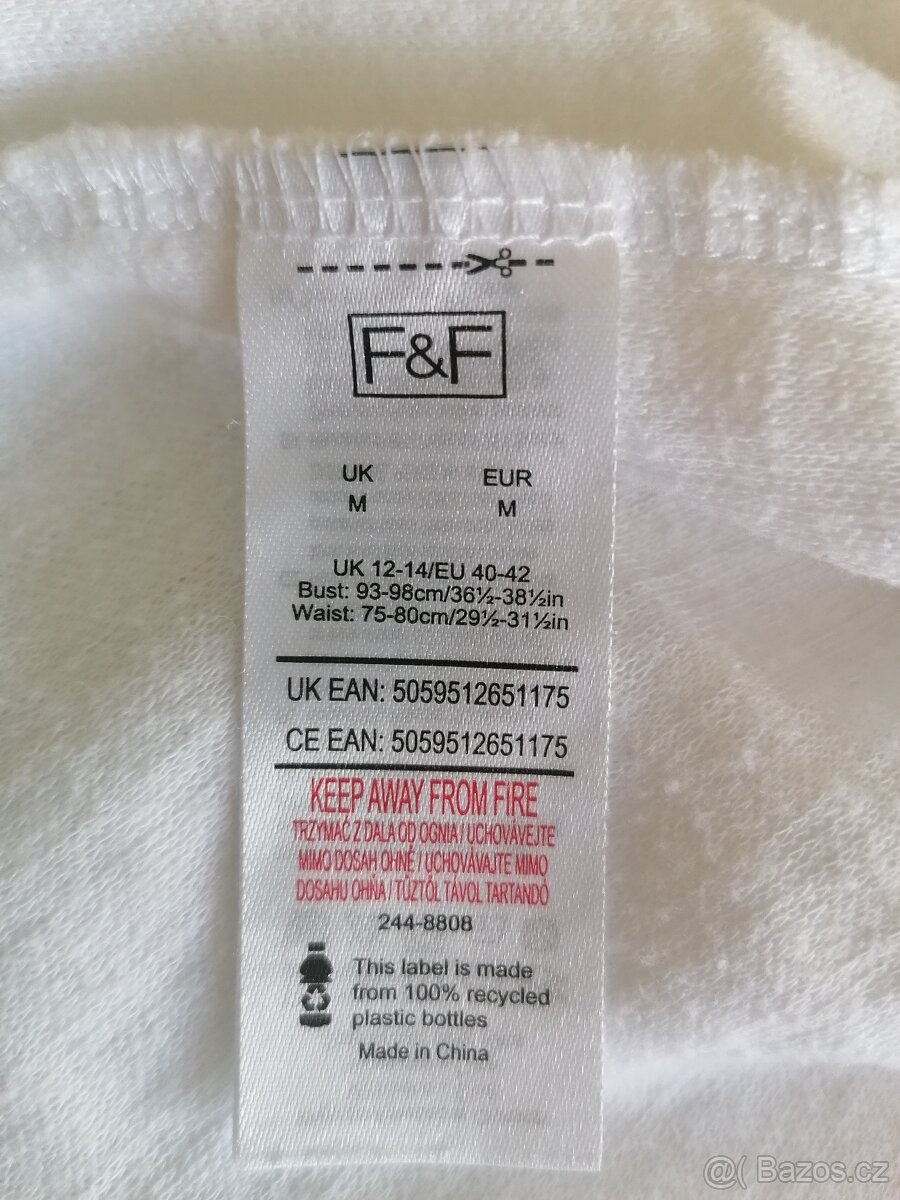 F&F
UK EUR
M M
UK 12-14/EU 40-42
Bust: 93-98cm/36½-38½in
Waist: 75-80cm/29½-31½in
UK EAN: 5059512651175
CE EAN: 5059512651175
KEEP AWAY FROM FIRE
TRZYMAĆ Z DALA OD OGNIA / UCHOVÁVEJTE
MIMO DOSAH OHNĚ / UCHOVÁVAJTE MIMO
DOSAHU OHŇA / TŰZTŐL TÁVOL TARTANDÓ
244-8808
This label is made
from 100% recycled
plastic bottles
Made in China
@( Bazos.cz